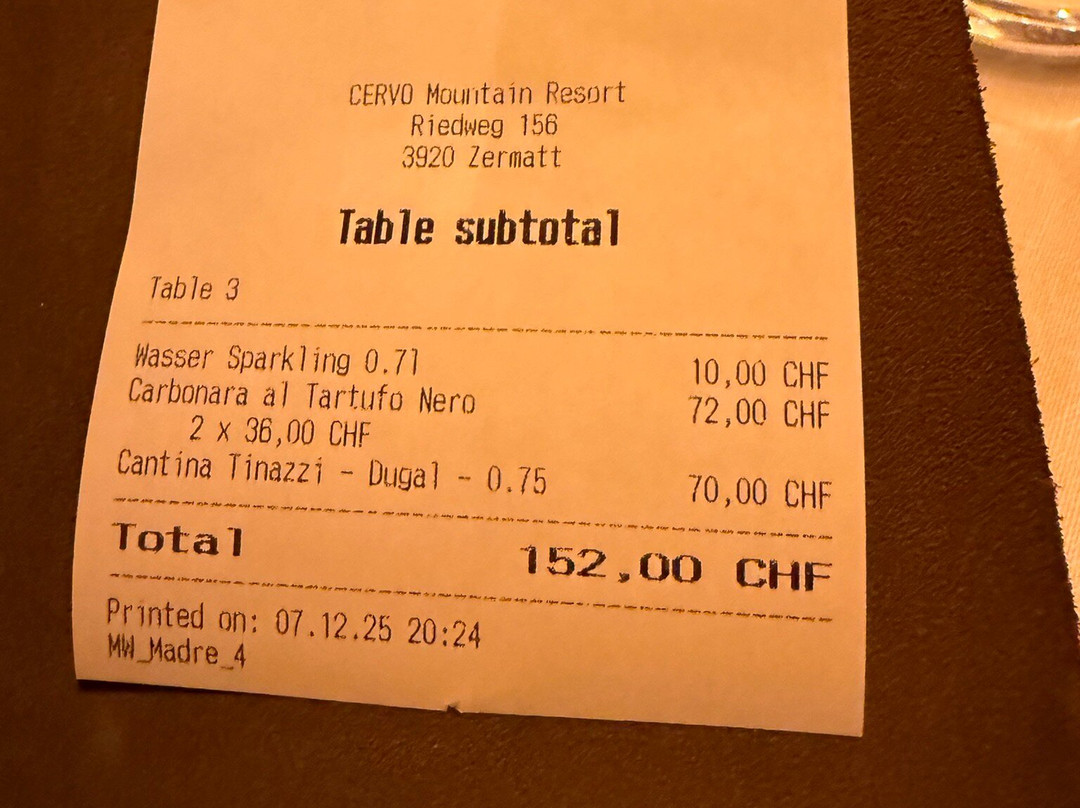 CERVO Mountain Resort
Riedweg 156
3920 Zermatt
Table subtotal
Table 3
Wasser Sparkling 0.7l 10,00 CHF
Carbonara al Tartufo Nero 72,00 CHF
2 x 36,00 CHF
Cantina Tinazzi - Dugal - 0.75 70,00 CHF
Total 152,00 CHF
Printed on: 07.12.25 20:24
MW_Madre_4